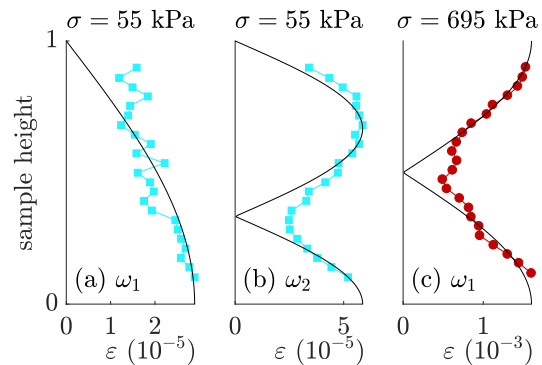 σ = 55 kPa σ = 55 kPa σ = 695 kPa
1
sample height
(a) ω₁ (b) ω₂ (c) ω₁
0
0 1 2 0 5 0 1
ε (10⁻⁵) ε (10⁻⁵) ε (10⁻³)